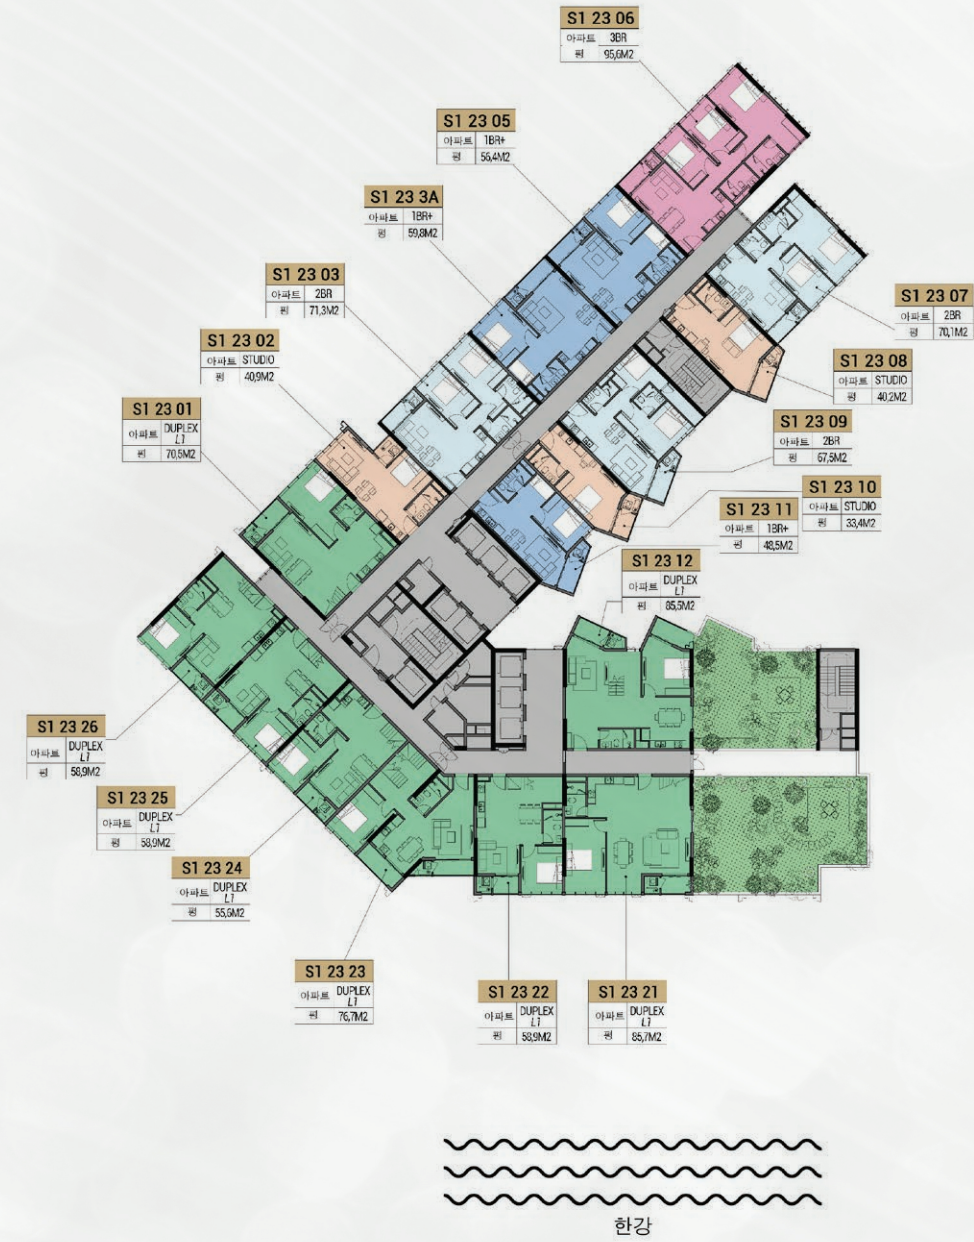 S1 23 06
아파트 3BR
평 95,6M2
S1 23 05
아파트 1BR+
평 56,4M2
S1 23 3A
아파트 1BR+
평 59,8M2
S1 23 03
아파트 2BR
평 71,3M2
S1 23 07
아파트 2BR
평 70,1M2
S1 23 02
아파트 STUDIO
평 40,9M2
S1 23 08
아파트 STUDIO
평 40,2M2
S1 23 01
아파트 DUPLEX
L1
평 70,5M2
S1 23 09
아파트 2BR
평 67,5M2
S1 23 10
아파트 STUDIO
평 33,4M2
S1 23 11
아파트 1BR+
평 48,5M2
S1 23 12
아파트 DUPLEX
L1
평 85,5M2
S1 23 26
아파트 DUPLEX
L1
평 58,9M2
S1 23 25
아파트 DUPLEX
L1
평 58,9M2
S1 23 24
아파트 DUPLEX
L1
평 55,6M2
S1 23 23
아파트 DUPLEX
L1
평 76,7M2
S1 23 22
아파트 DUPLEX
L1
평 58,9M2
S1 23 21
아파트 DUPLEX
L1
평 85,7M2
한강